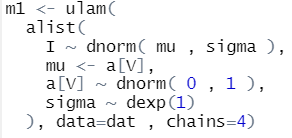 m1 <- ulam(
  alist(
    I ~ dnorm( mu , sigma ),
    mu <- a[V],
    a[V] ~ dnorm( 0 , 1 ),
    sigma ~ dexp(1)
  ), data=dat , chains=4)